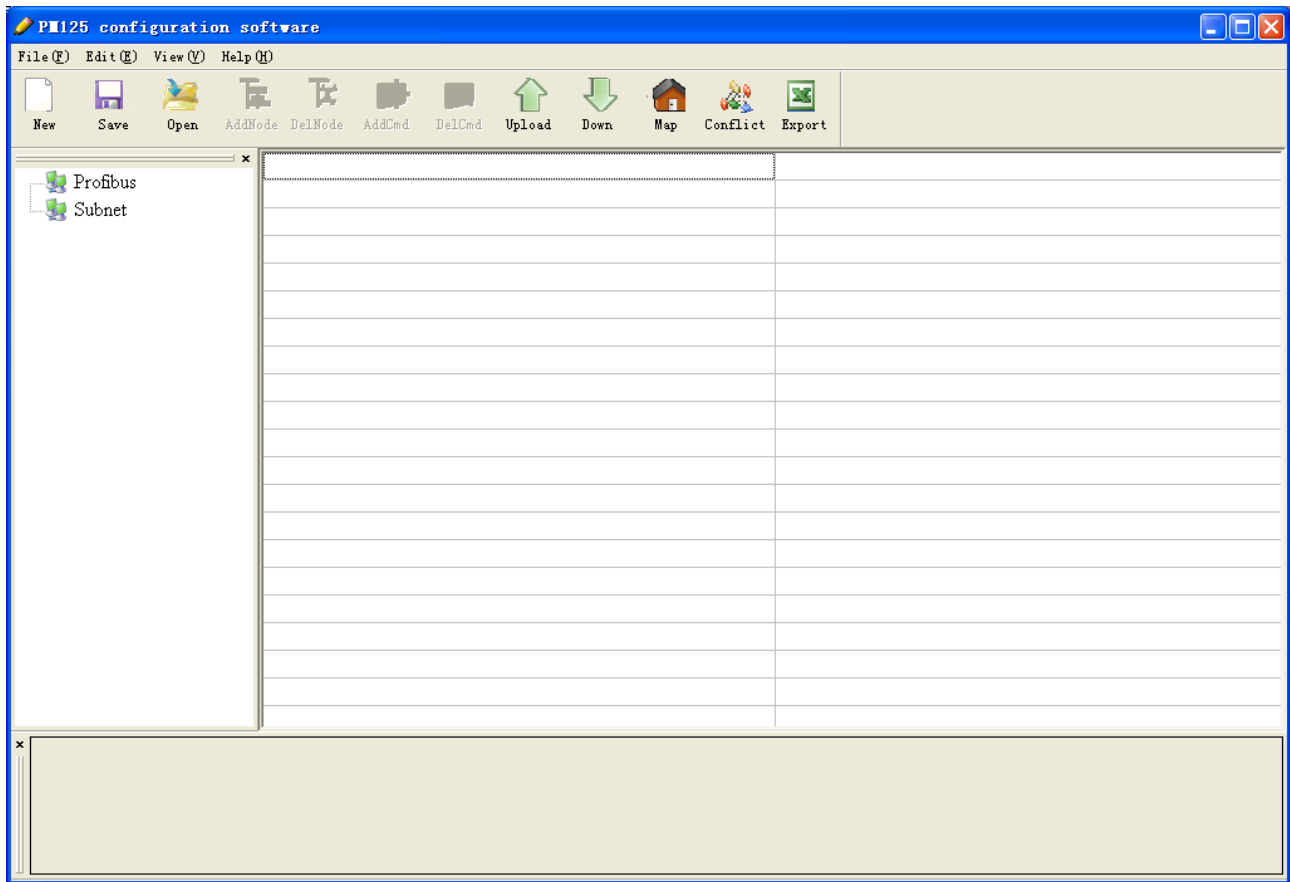 PM125 configuration software
File(F) Edit(E) View(V) Help(H)
New Save Open AddNode DelNode AddCmd DelCmd Upload Down Map Conflict Export
Profibus
Subnet